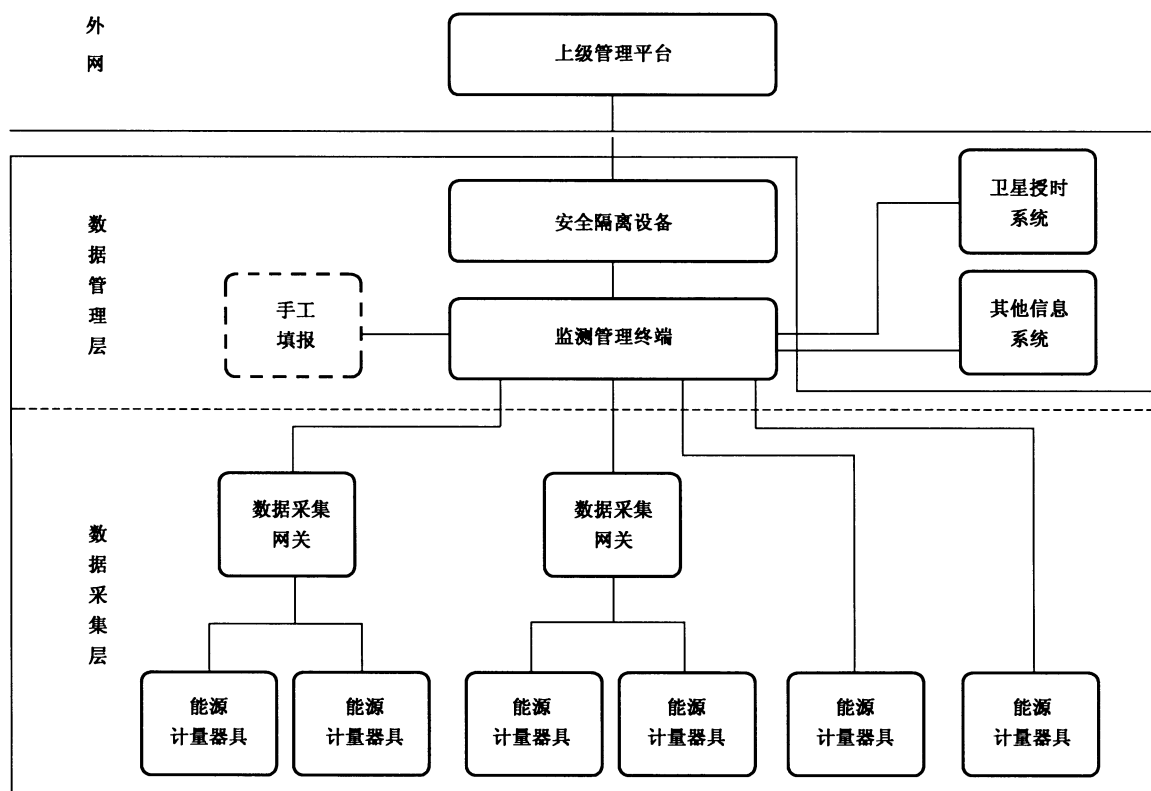 外
网
上级管理平台
数
据
管
理
层
安全隔离设备
卫星授时
系统
手工
填报
监测管理终端
其他信息
系统
数
据
采
集
层
数据采集
网关
数据采集
网关
能源
计量器具
能源
计量器具
能源
计量器具
能源
计量器具
能源
计量器具
能源
计量器具